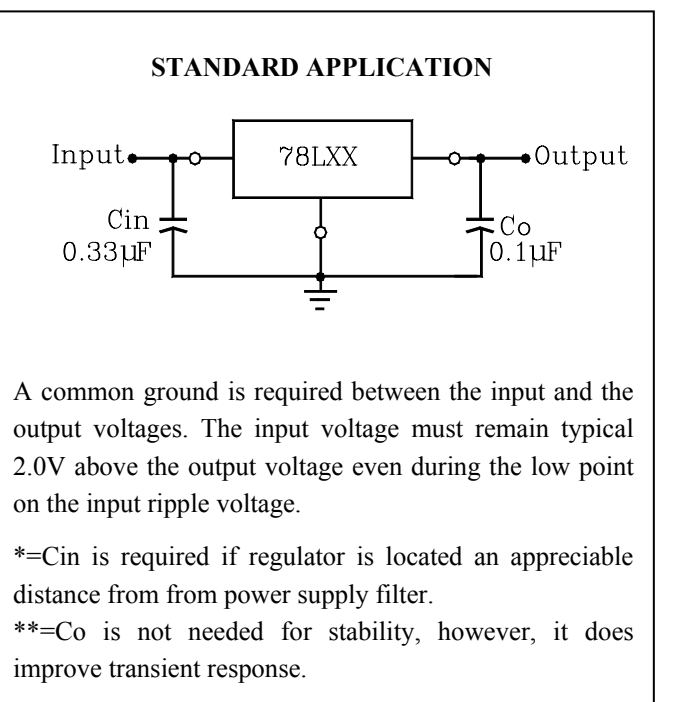 STANDARD APPLICATION
Input
78LXX
Output
Cin
0.33µF
Co
0.1µF
A common ground is required between the input and the
output voltages. The input voltage must remain typical
2.0V above the output voltage even during the low point
on the input ripple voltage.
*=Cin is required if regulator is located an appreciable
distance from from power supply filter.
**=Co is not needed for stability, however, it does
improve transient response.